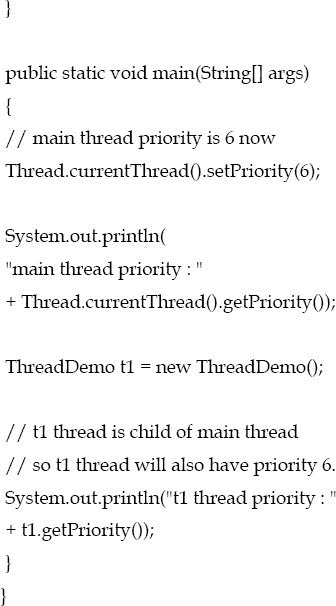 }
public static void main(String[] args)
{
// main thread priority is 6 now
Thread.currentThread().setPriority(6);
System.out.println(
"main thread priority : "
+ Thread.currentThread().getPriority());
ThreadDemo t1 = new ThreadDemo();
// t1 thread is child of main thread
// so t1 thread will also have priority 6.
System.out.println("t1 thread priority : "
+ t1.getPriority());
}
}